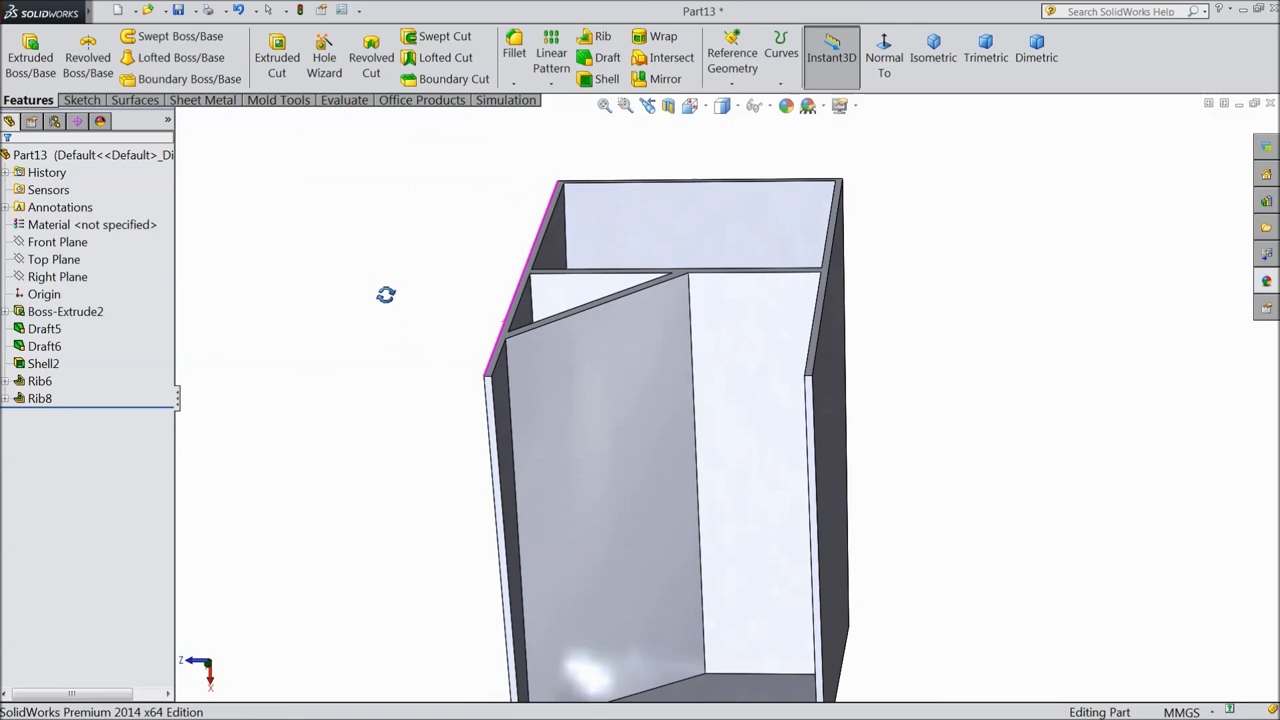 SOLIDWORKS
Part13 *
Search SolidWorks Help
Extruded Boss/Base
Revolved Boss/Base
Swept Boss/Base
Lofted Boss/Base
Boundary Boss/Base
Extruded Cut
Hole Wizard
Revolved Cut
Swept Cut
Lofted Cut
Boundary Cut
Fillet
Linear Pattern
Rib
Draft
Shell
Wrap
Intersect
Mirror
Reference Geometry
Curves
Instant3D
Normal To
Isometric
Trimetric
Dimetric
Features Sketch Surfaces Sheet Metal Mold Tools Evaluate Office Products Simulation
Part13 (Default<<Default>_Di
History
Sensors
Annotations
Material <not specified>
Front Plane
Top Plane
Right Plane
Origin
Boss-Extrude2
Draft5
Draft6
Shell2
Rib6
Rib8
Z
X
SolidWorks Premium 2014 x64 Edition
Editing Part
MMGS